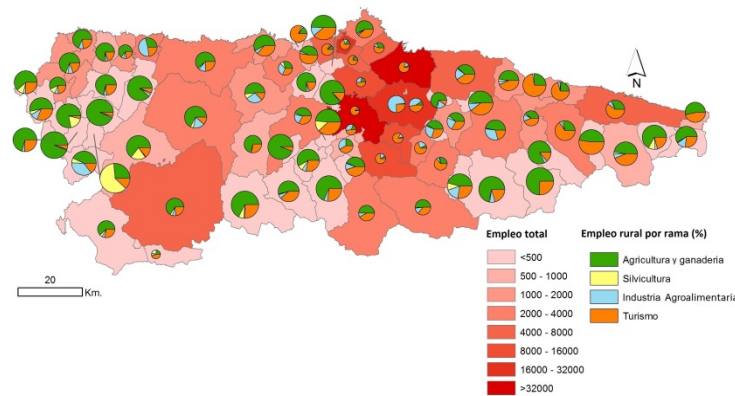 N
Empleo total
<500
500 - 1000
1000 - 2000
2000 - 4000
4000 - 8000
8000 - 16000
16000 - 32000
>32000
Empleo rural por rama (%)
Agricultura y ganaderia
Silvicultura
Industria Agroalimentaria
Turismo
20
Km.